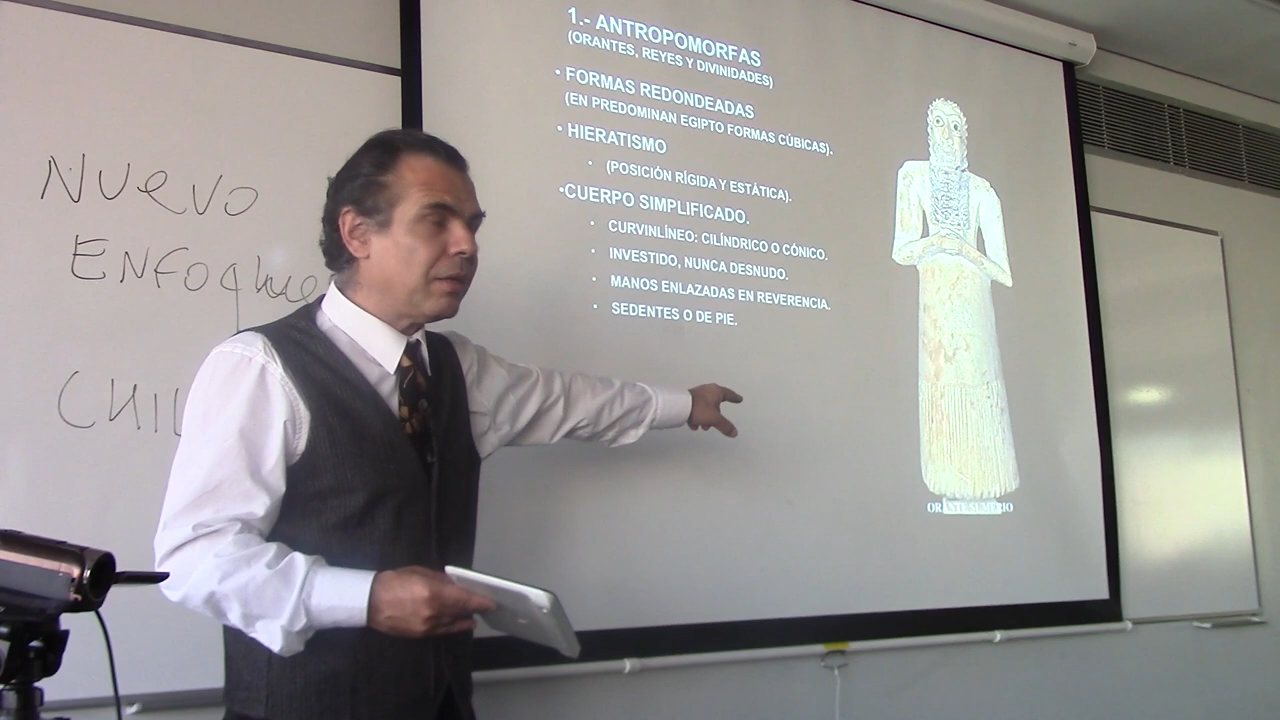 NUEVO
ENFOque
CHIL
1.- ANTROPOMORFAS
(ORANTES, REYES Y DIVINIDADES)
• FORMAS REDONDEADAS
(EN PREDOMINAN EGIPTO FORMAS CÚBICAS).
• HIERATISMO
• (POSICIÓN RÍGIDA Y ESTÁTICA).
•CUERPO SIMPLIFICADO.
• CURVINLÍNEO: CILÍNDRICO O CÓNICO.
• INVESTIDO, NUNCA DESNUDO.
• MANOS ENLAZADAS EN REVERENCIA.
• SEDENTES O DE PIE.
ORANTE SUMERIO